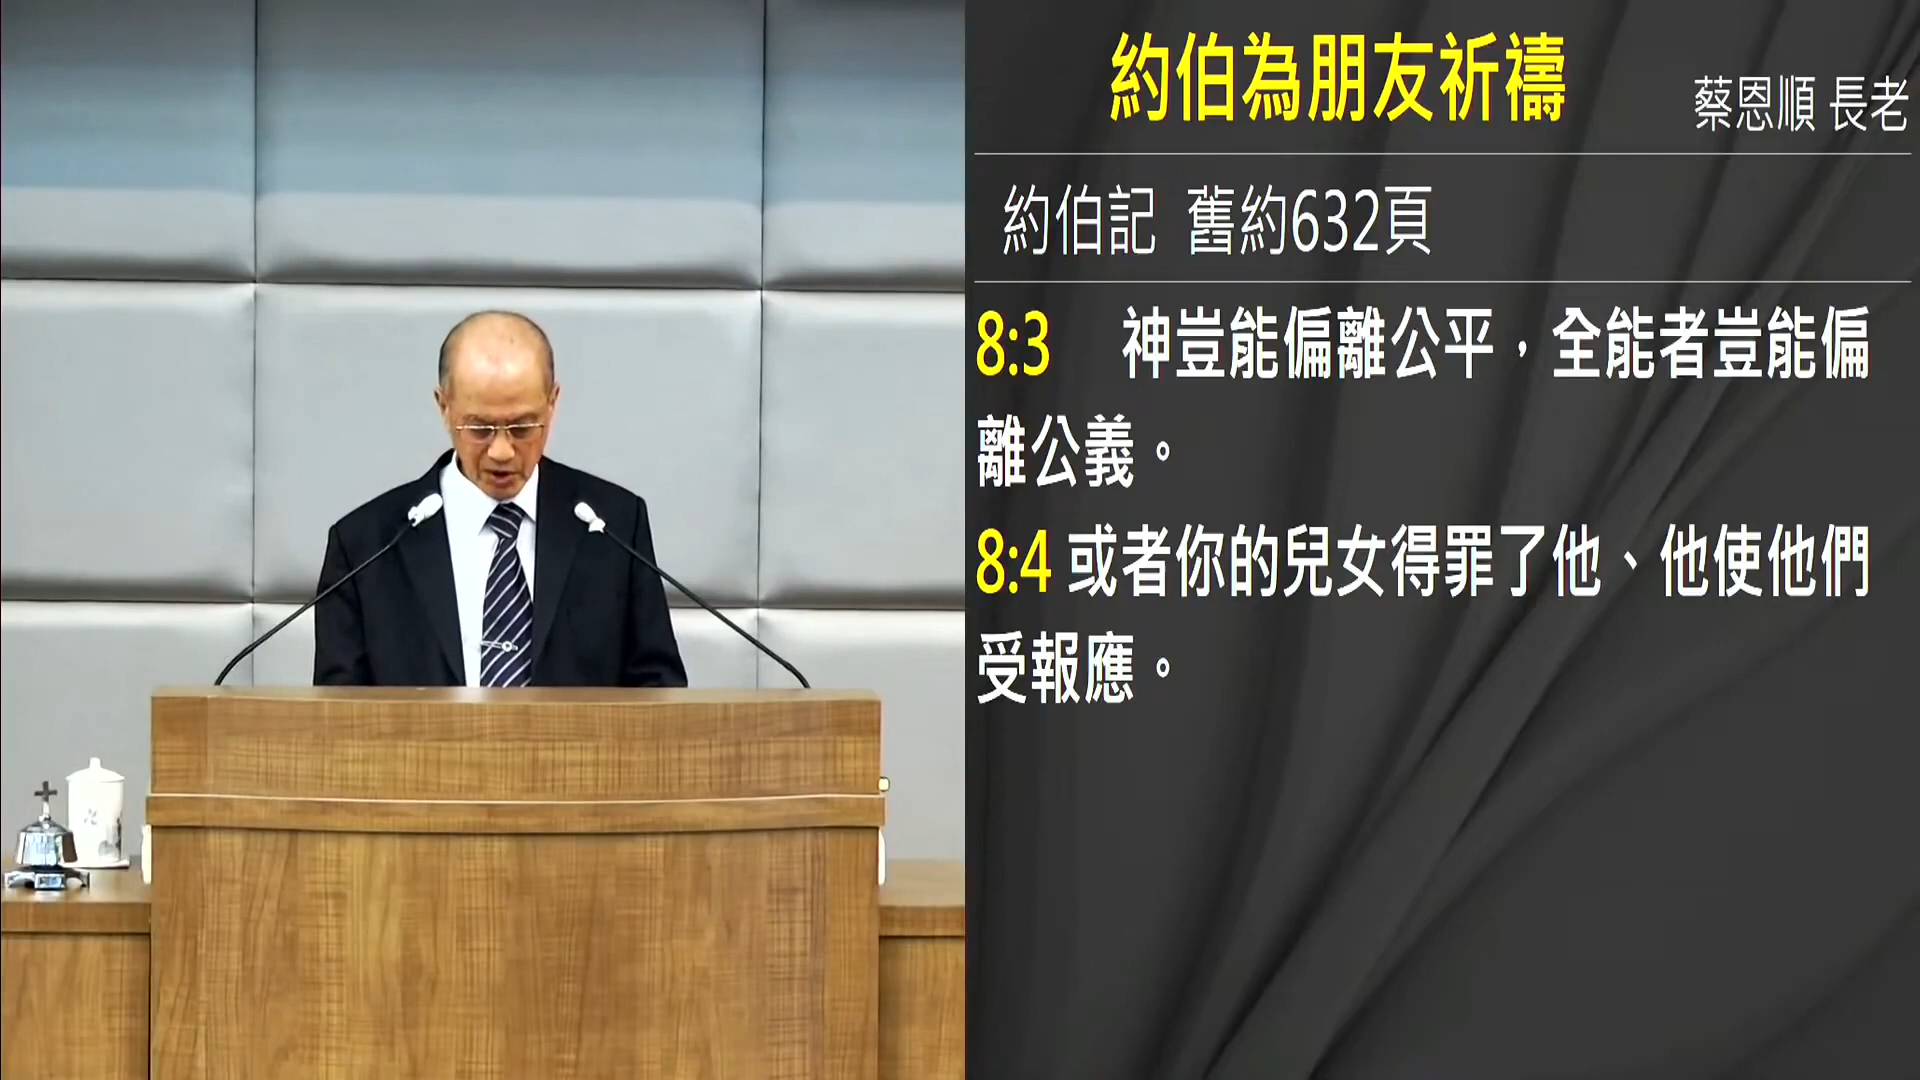 約伯為朋友祈禱
蔡恩順 長老
約伯記 舊約632頁
8:3 神豈能偏離公平，全能者豈能偏
離公義。
8:4 或者你的兒女得罪了他、他使他們
受報應。